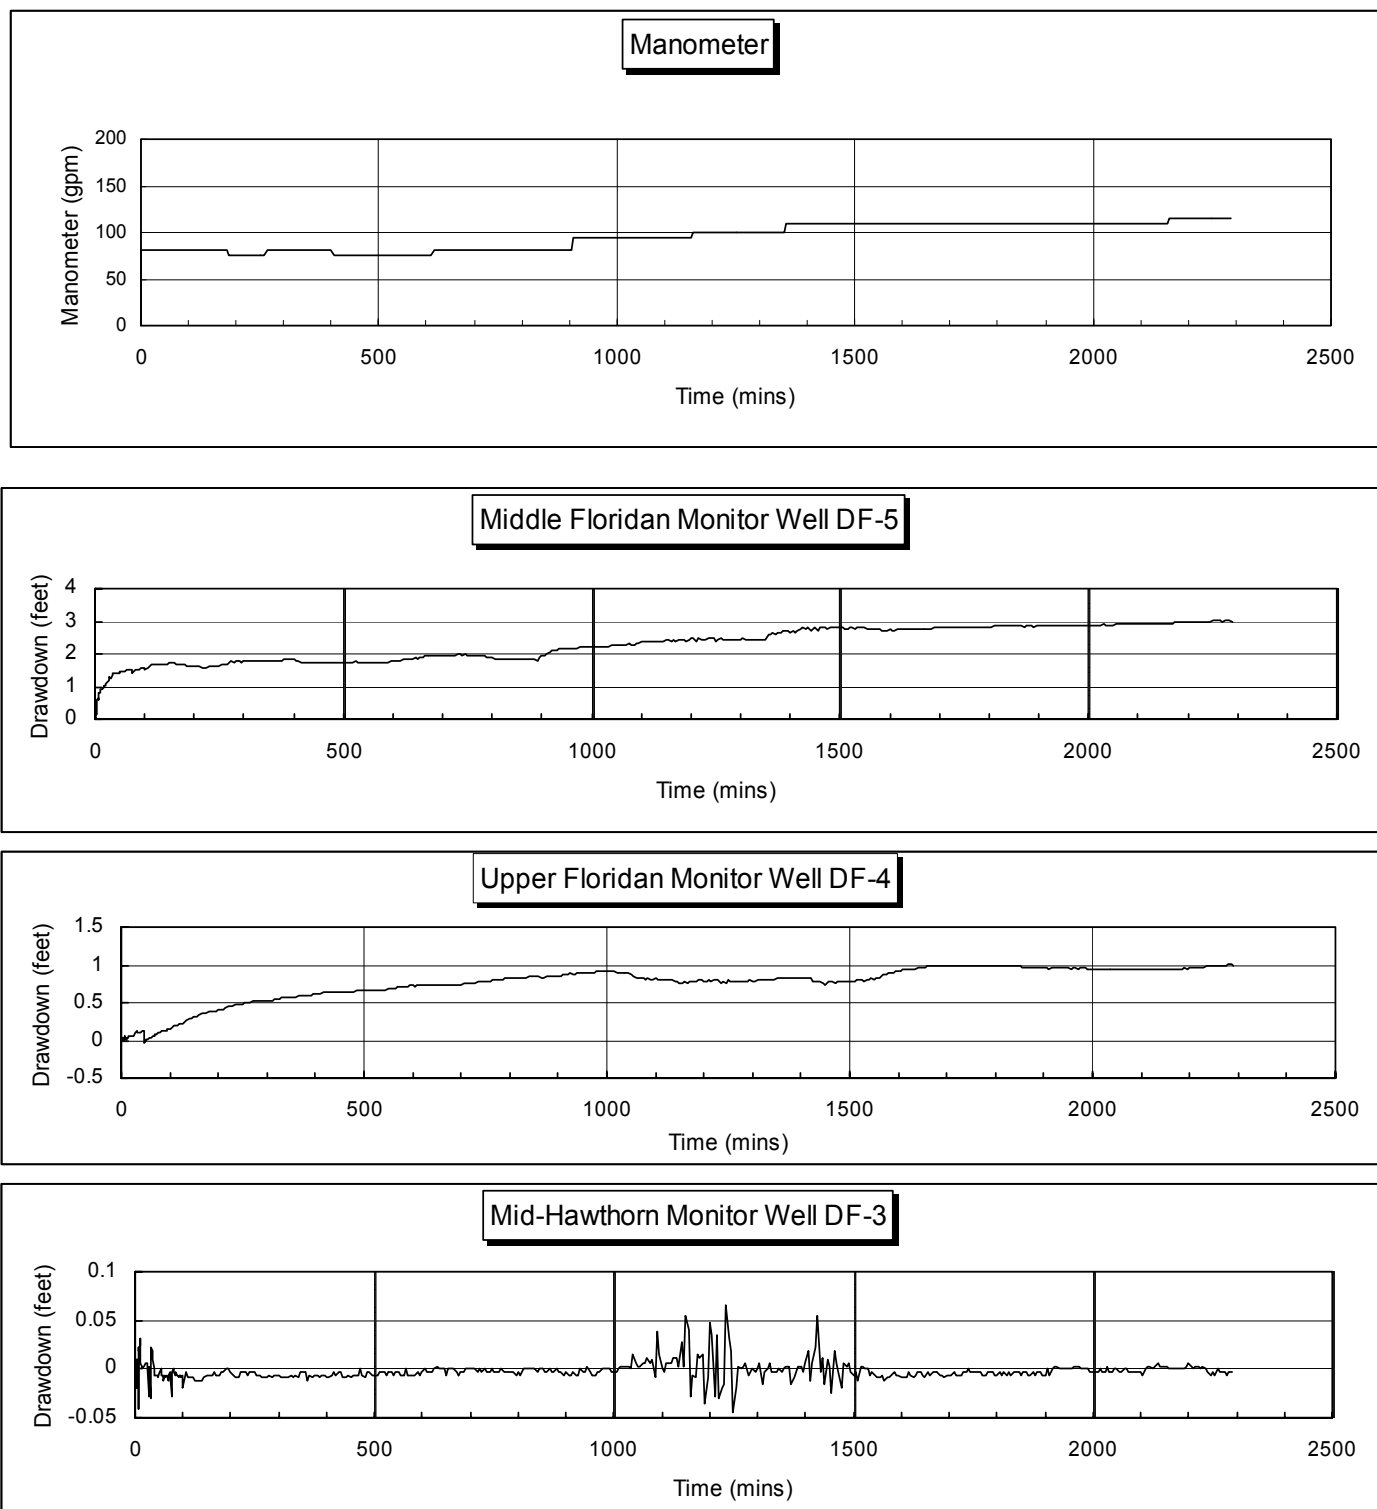 Manometer
Manometer (gpm)
200
150
100
50
0
0 500 1000 1500 2000 2500
Time (mins)
Middle Floridan Monitor Well DF-5
Drawdown (feet)
4
3
2
1
0
0 500 1000 1500 2000 2500
Time (mins)
Upper Floridan Monitor Well DF-4
Drawdown (feet)
1.5
1
0.5
0
-0.5
0 500 1000 1500 2000 2500
Time (mins)
Mid-Hawthorn Monitor Well DF-3
Drawdown (feet)
0.1
0.05
0
-0.05
0 500 1000 1500 2000 2500
Time (mins)